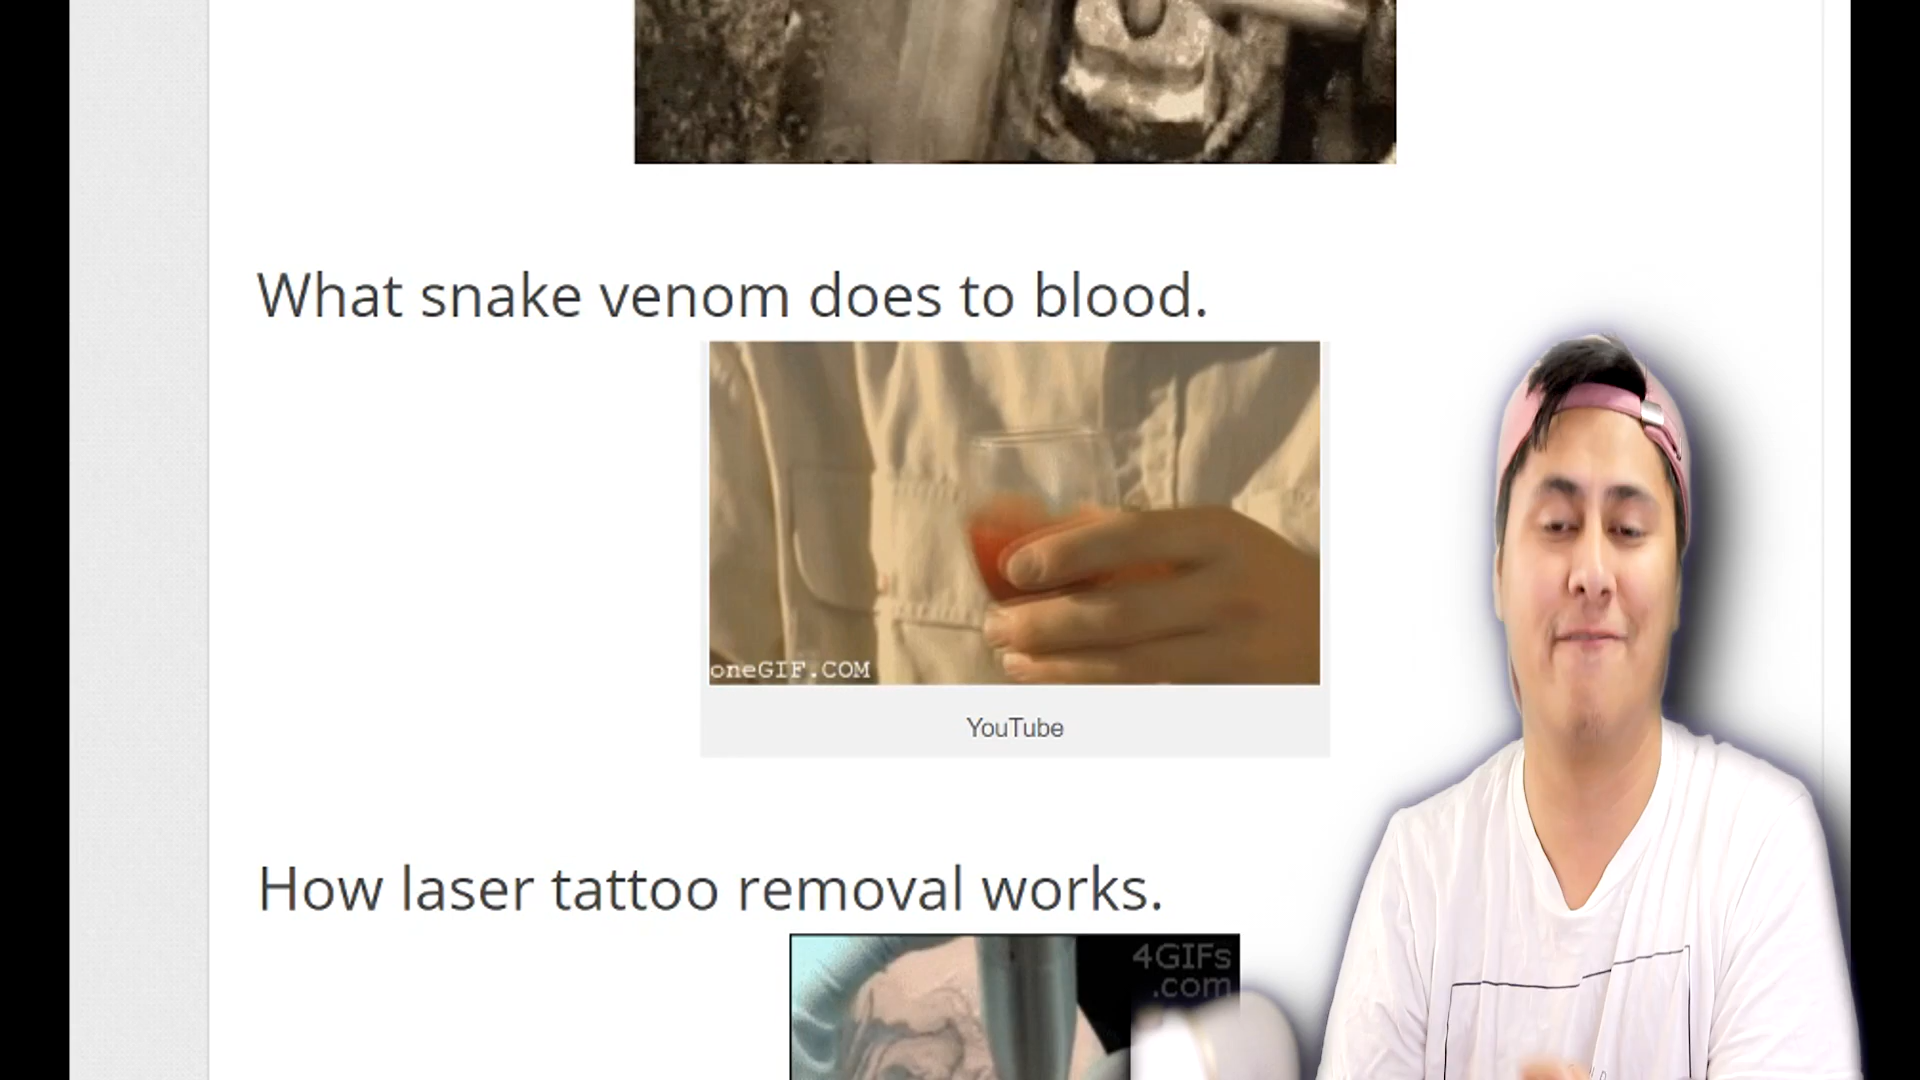 What snake venom does to blood.
oneGIF.COM
YouTube
How laser tattoo removal works.
4GIFs
.com